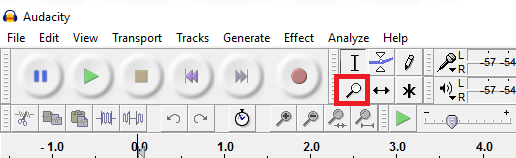 Audacity
File Edit View Transport Tracks Generate Effect Analyze Help
L
R
-57 -54
L
R
-57 -54
- 1.0 0.0 1.0 2.0 3.0 4.0